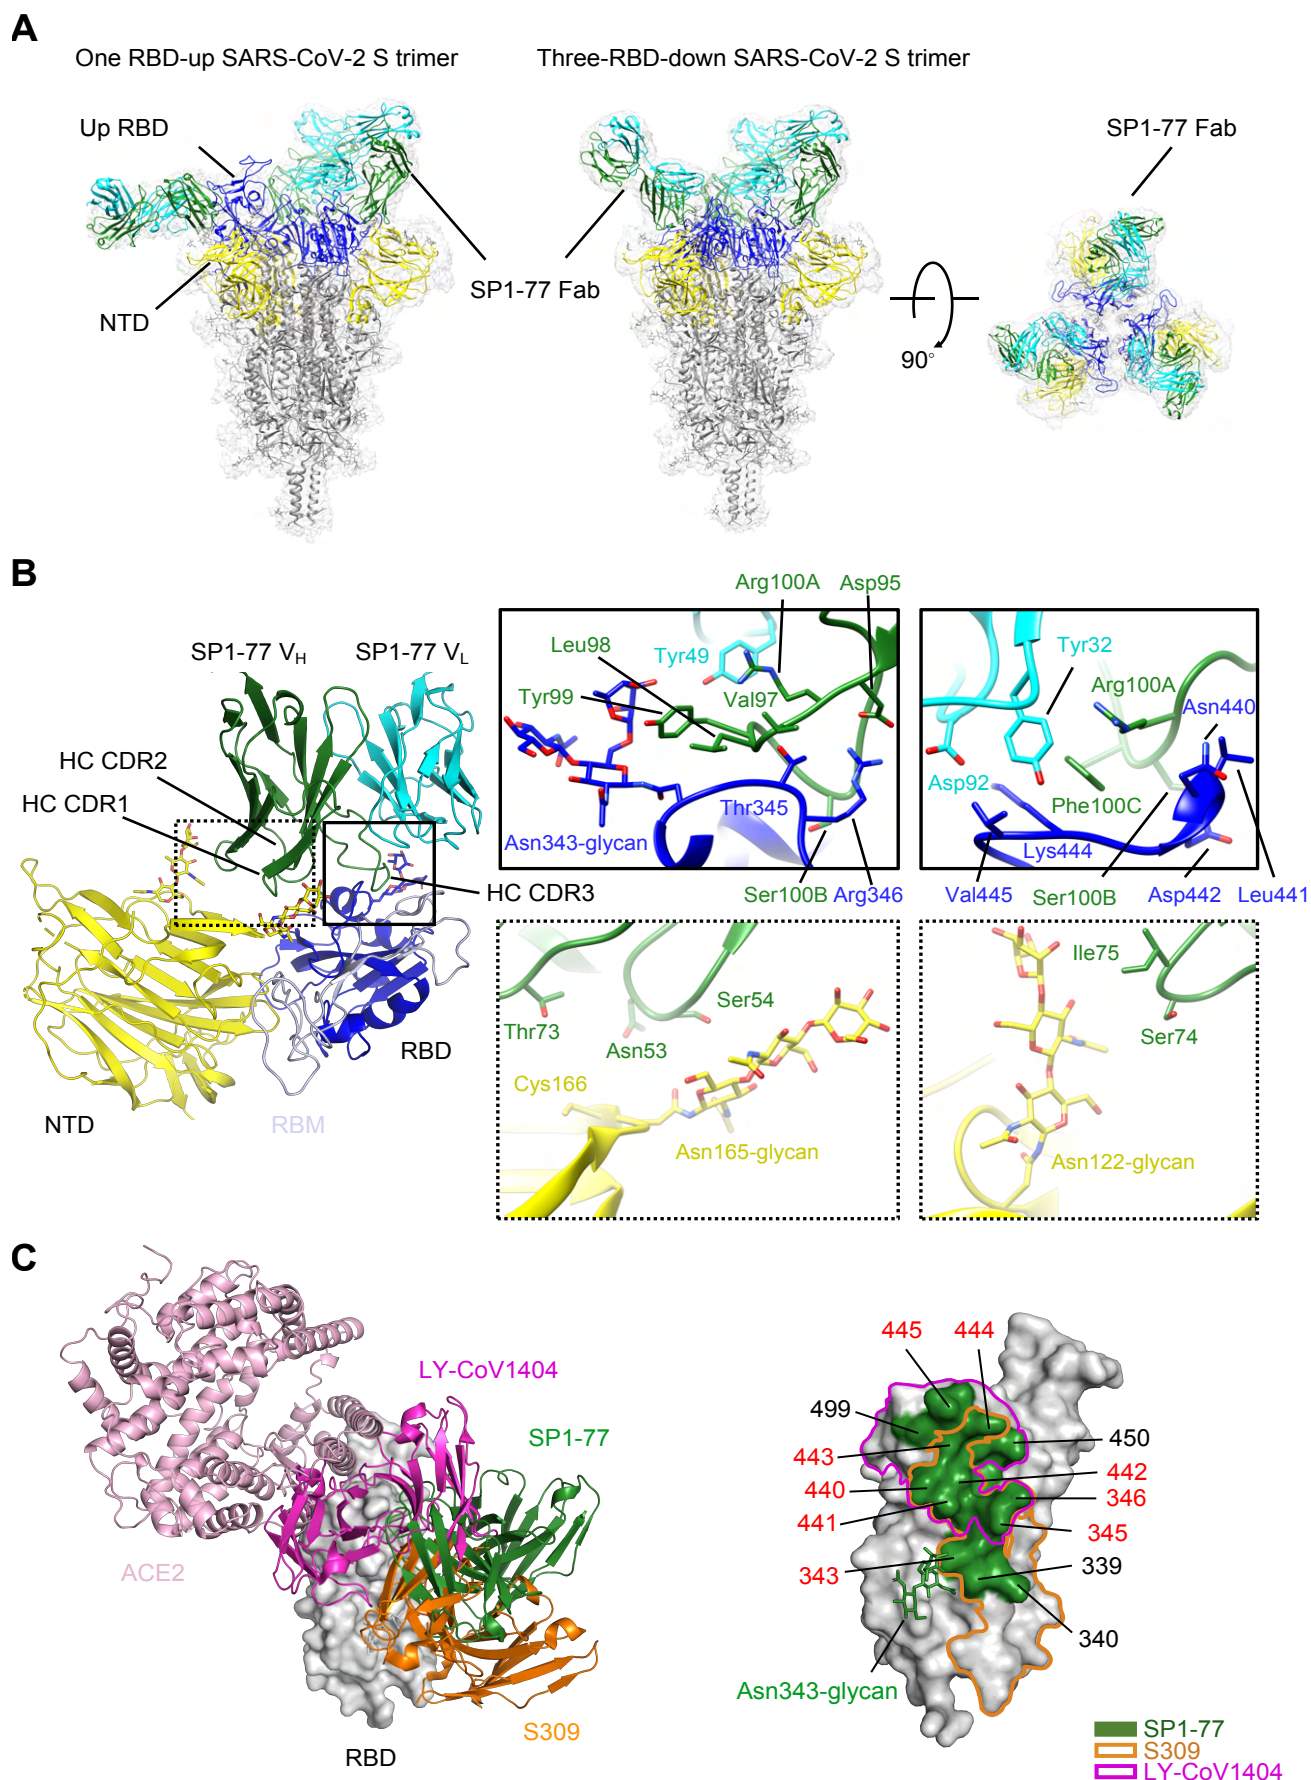 A
One RBD-up SARS-CoV-2 S trimer
Three-RBD-down SARS-CoV-2 S trimer
Up RBD
SP1-77 Fab
SP1-77 Fab
NTD
90°
B
SP1-77 VH
SP1-77 VL
HC CDR2
HC CDR1
HC CDR3
NTD
RBM
RBD
Arg100A
Asp95
Leu98
Tyr49
Tyr99
Val97
Thr345
Asn343-glycan
Ser100B
Arg346
Tyr32
Arg100A
Asn440
Asp92
Phe100C
Lys444
Val445
Ser100B
Asp442
Leu441
Ser54
Thr73
Asn53
Cys166
Asn165-glycan
Ile75
Ser74
Asn122-glycan
C
LY-CoV1404
SP1-77
ACE2
S309
RBD
445
444
499
450
443
442
440
346
441
345
343
339
340
Asn343-glycan
SP1-77
S309
LY-CoV1404